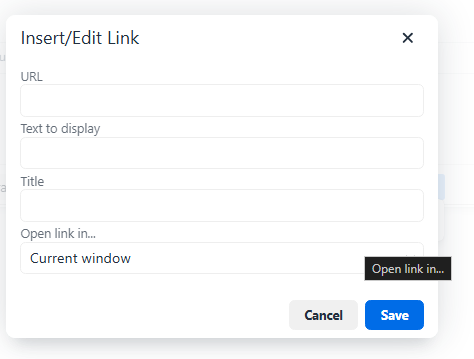 Insert/Edit Link
URL
Text to display
Title
Open link in...
Current window
Open link in...
Cancel
Save